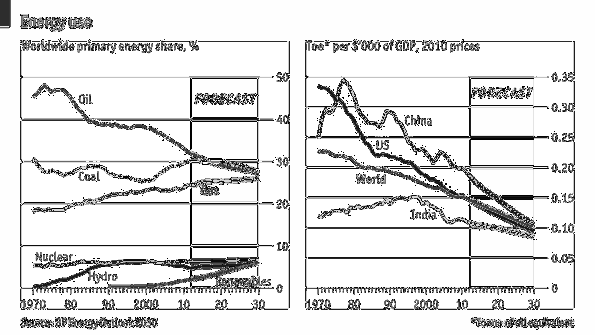 Energy use
Worldwide primary energy share, %
Toe* per $'000 of GDP, 2010 prices
50
40
30
20
10
0
FORECAST
Oil
Coal
Gas
Nuclear
Hydro
Renewables
1970 80 90 2000 10 20 30
0.35
0.30
0.25
0.20
0.15
0.10
0.05
0
FORECAST
China
US
World
India
1970 80 90 2000 10 20 30
Source: BP Energy Outlook 2030
*Tonnes of oil equivalent